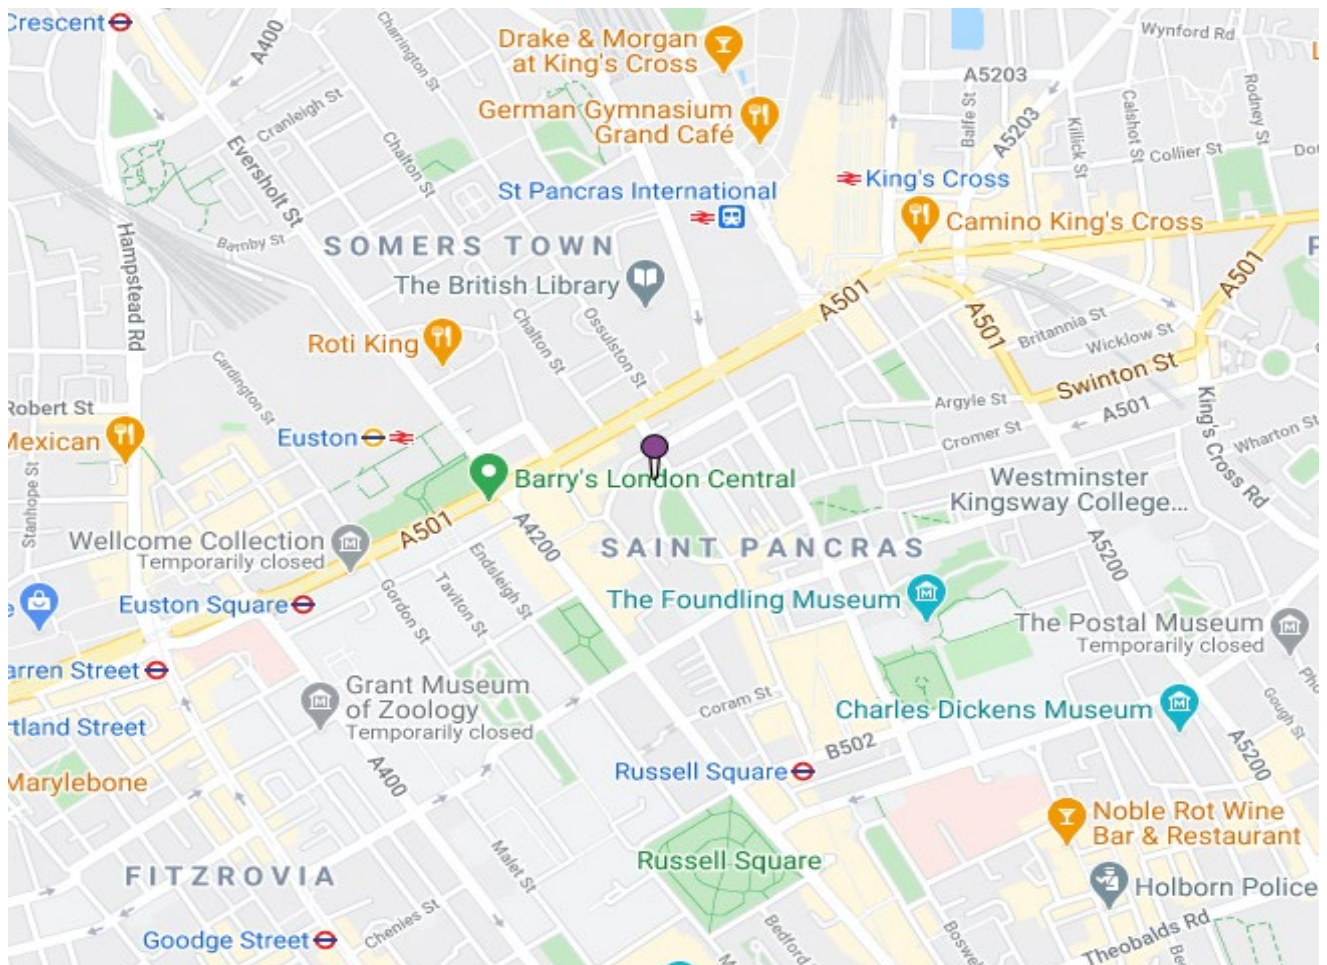 Crescent
A400
Charrington St
Drake & Morgan
at King's Cross
Wynford Rd
A5203
German Gymnasium
Grand Café
Cranleigh St
Chalton St
Eversholt St
Balfe St
A5203
Killick St
Calshot St
Rodney St
Collier St
St Pancras International
King's Cross
Camino King's Cross
Barnby St
Hampstead Rd
SOMERS TOWN
The British Library
A501
A501
A501
Britannia St
Wicklow St
Chalton St
Ossulston St
Roti King
Cardington St
Swinton St
Robert St
Argyle St
A501
King's Cross Rd
Mexican
Euston
Cromer St
Wharton St
Stanhope St
Barry's London Central
Westminster
Kingsway College...
A501
A4200
Wellcome Collection
Temporarily closed
SAINT PANCRAS
A5200
Endsleigh St
Taviton St
Gordon St
Euston Square
The Foundling Museum
The Postal Museum
Temporarily closed
arren Street
Grant Museum
of Zoology
Temporarily closed
Coram St
Charles Dickens Museum
Gough St
rtland Street
B502
A5200
Marylebone
A400
Russell Square
Noble Rot Wine
Bar & Restaurant
Malet St
Russell Square
FITZROVIA
Holborn Police
Chenies St
Goodge Street
Bedford
Boswel
Theobalds Rd